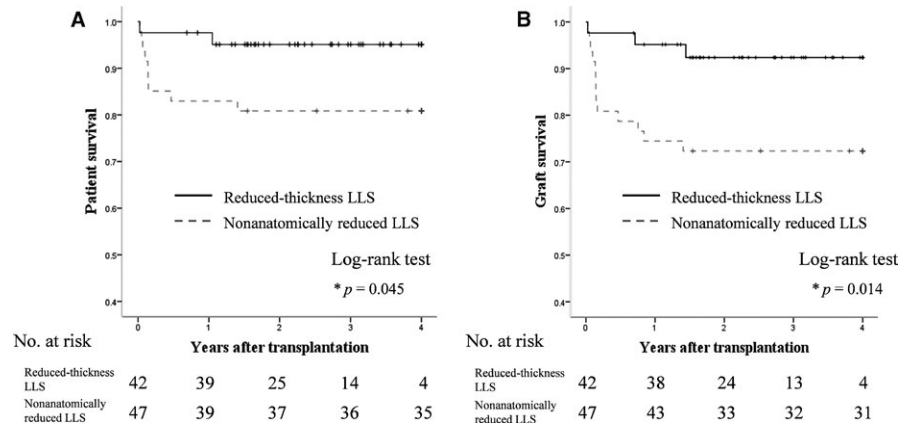 A
1.0
0.9
0.8
0.7
0.6
0.5
0.4
Patient survival
Reduced-thickness LLS
Nonanatomically reduced LLS
Log-rank test
* p = 0.045
0 1 2 3 4
Years after transplantation
No. at risk
Reduced-thickness
LLS
42 39 25 14 4
Nonanatomically
reduced LLS
47 39 37 36 35
B
1.0
0.9
0.8
0.7
0.6
0.5
0.4
Graft survival
Reduced-thickness LLS
Nonanatomically reduced LLS
Log-rank test
* p = 0.014
0 1 2 3 4
Years after transplantation
No. at risk
Reduced-thickness
LLS
42 38 24 13 4
Nonanatomically
reduced LLS
47 43 33 32 31